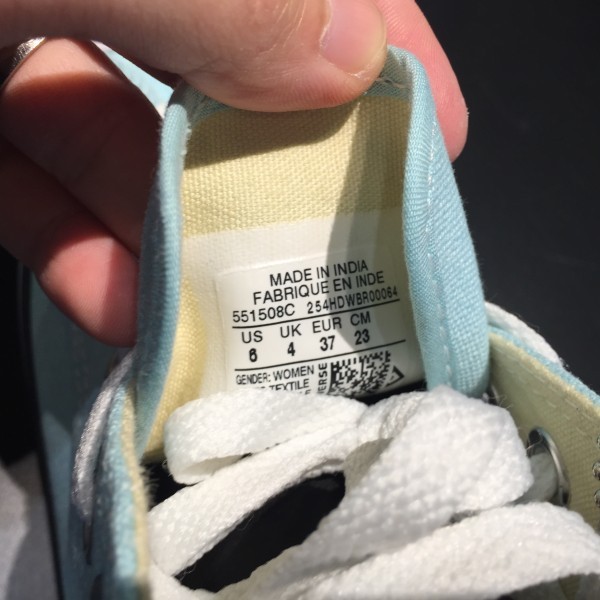 MADE IN INDIA
FABRIQUE EN INDE
551508C 254HDWBR00064
US UK EUR CM
6 4 37 23
GENDER: WOMEN
TEXTILE